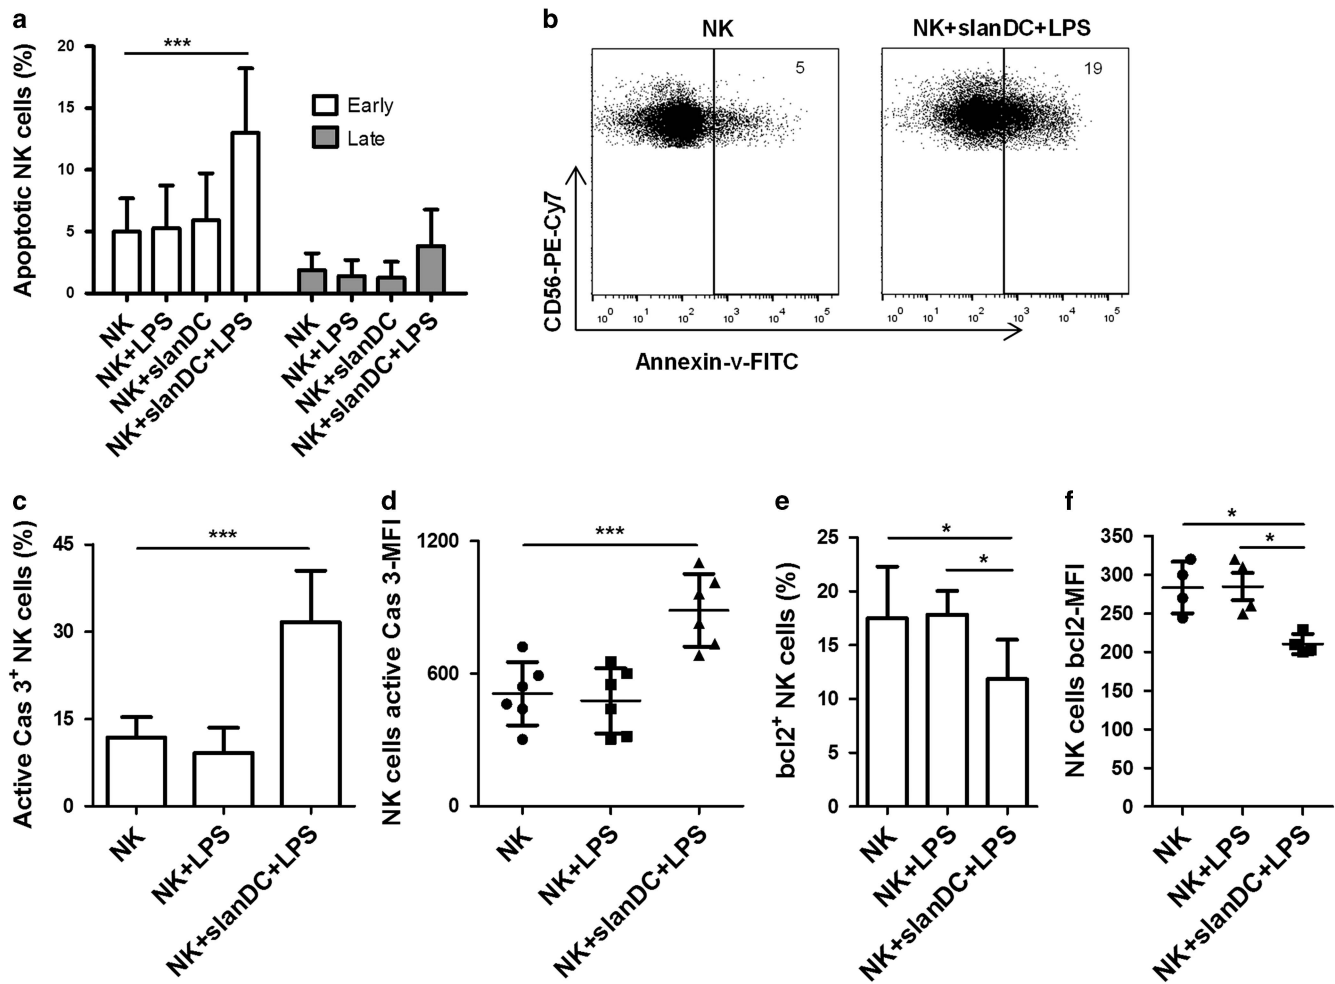 a
Apoptotic NK cells (%)
20
15
10
5
0
***
Early
Late
NK
NK+LPS
NK+slanDC
NK+slanDC+LPS
NK
NK+LPS
NK+slanDC
NK+slanDC+LPS
b
NK
NK+slanDC+LPS
5
19
CD56-PE-Cy7
10^0 10^1 10^2 10^3 10^4 10^5
10^0 10^1 10^2 10^3 10^4 10^5
Annexin-v-FITC
c
Active Cas 3^+ NK cells (%)
45
30
15
0
***
NK
NK+LPS
NK+slanDC+LPS
d
NK cells active Cas 3-MFI
1200
600
0
***
NK
NK+LPS
NK+slanDC+LPS
e
bcl2^+ NK cells (%)
25
20
15
10
5
0
*
*
NK
NK+LPS
NK+slanDC+LPS
f
NK cells bcl2-MFI
350
300
250
200
150
100
50
0
*
*
NK
NK+LPS
NK+slanDC+LPS